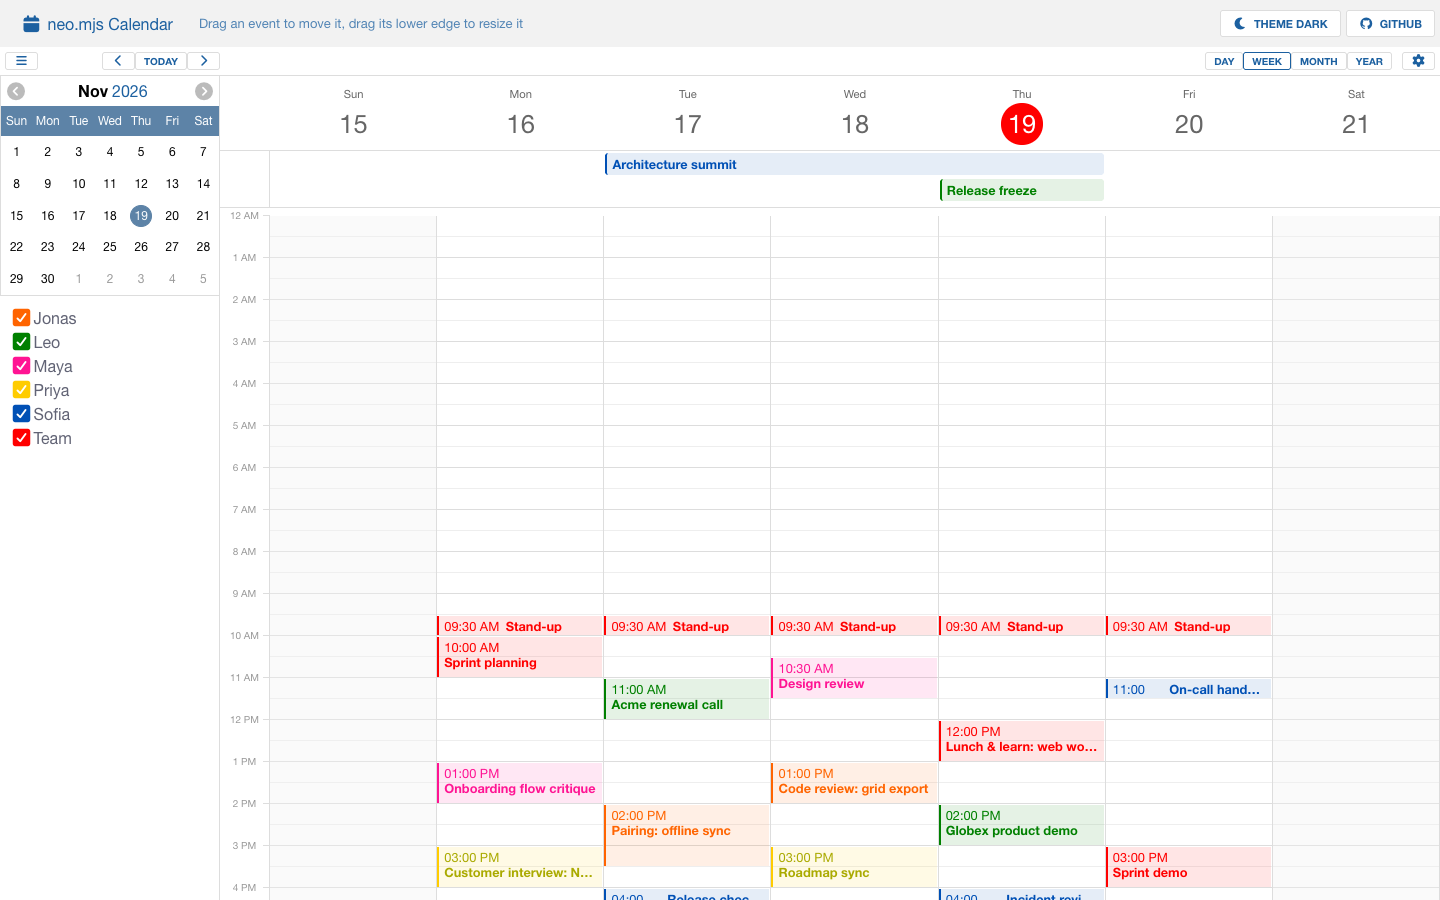 neo.mjs Calendar
Drag an event to move it, drag its lower edge to resize it
THEME DARK
GITHUB
TODAY
DAY WEEK MONTH YEAR
Nov 2026
Sun Mon Tue Wed Thu Fri Sat
1 2 3 4 5 6 7
8 9 10 11 12 13 14
15 16 17 18 19 20 21
22 23 24 25 26 27 28
29 30 1 2 3 4 5
Jonas
Leo
Maya
Priya
Sofia
Team
Sun Mon Tue Wed Thu Fri Sat
15 16 17 18 19 20 21
Architecture summit
Release freeze
12 AM
1 AM
2 AM
3 AM
4 AM
5 AM
6 AM
7 AM
8 AM
9 AM
09:30 AM Stand-up
09:30 AM Stand-up
09:30 AM Stand-up
09:30 AM Stand-up
09:30 AM Stand-up
10 AM
10:00 AM
Sprint planning
10:30 AM
Design review
11 AM
11:00 AM
Acme renewal call
11:00 On-call hand…
12 PM
12:00 PM
Lunch & learn: web wo…
1 PM
01:00 PM
Onboarding flow critique
01:00 PM
Code review: grid export
2 PM
02:00 PM
Pairing: offline sync
02:00 PM
Globex product demo
3 PM
03:00 PM
Customer interview: N…
03:00 PM
Roadmap sync
03:00 PM
Sprint demo
4 PM
04:00 Release chec…
04:00 Incident revi…